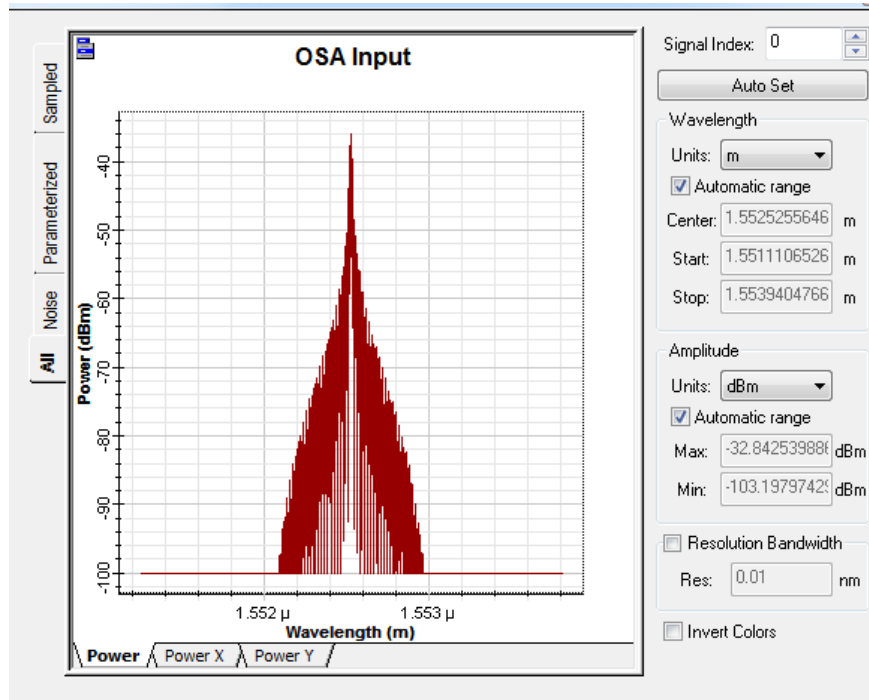 OSA Input
Sampled
Parameterized
Noise
All
Power (dBm)
-40
-50
-60
-70
-80
-90
-100
1.552 µ
1.553 µ
Wavelength (m)
Power
Power X
Power Y
Signal Index: 0
Auto Set
Wavelength
Units: m
Automatic range
Center: 1.5525255646 m
Start: 1.5511106526 m
Stop: 1.5539404766 m
Amplitude
Units: dBm
Automatic range
Max: -32.84253988 dBm
Min: -103.1979742 dBm
Resolution Bandwidth
Res: 0.01 nm
Invert Colors